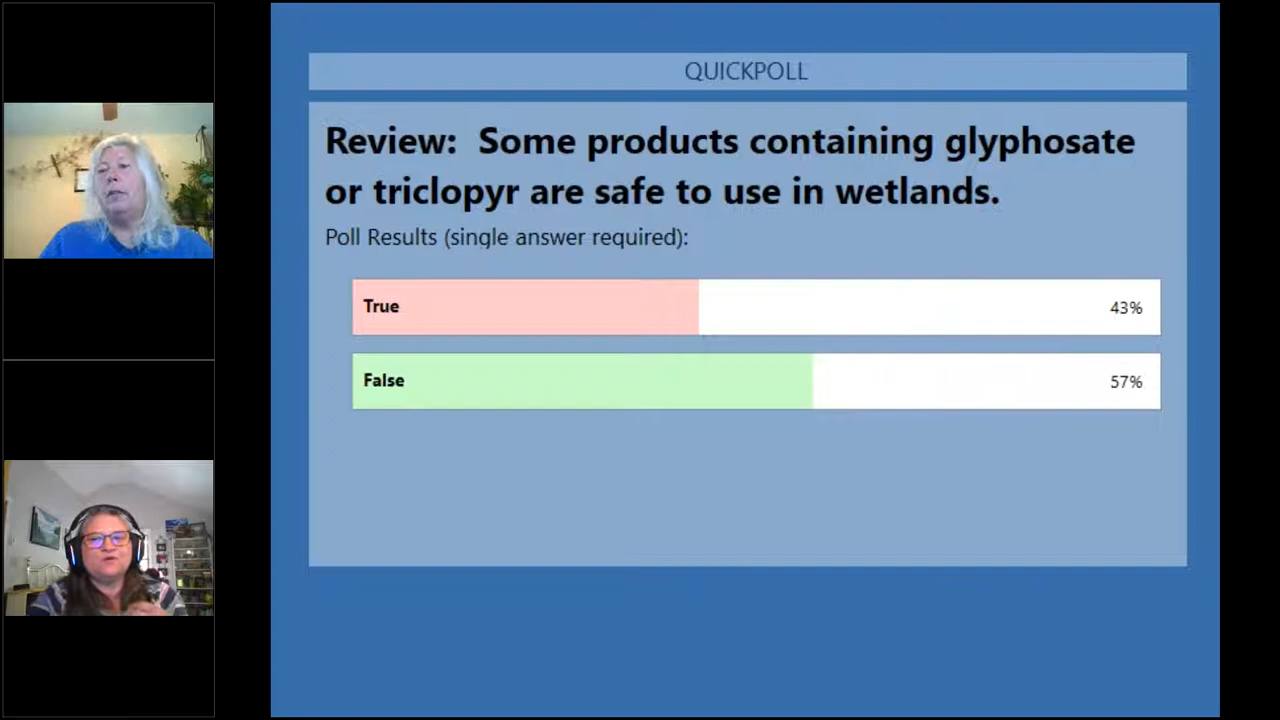 QUICKPOLL
Review: Some products containing glyphosate
or triclopyr are safe to use in wetlands.
Poll Results (single answer required):
True 43%
False 57%